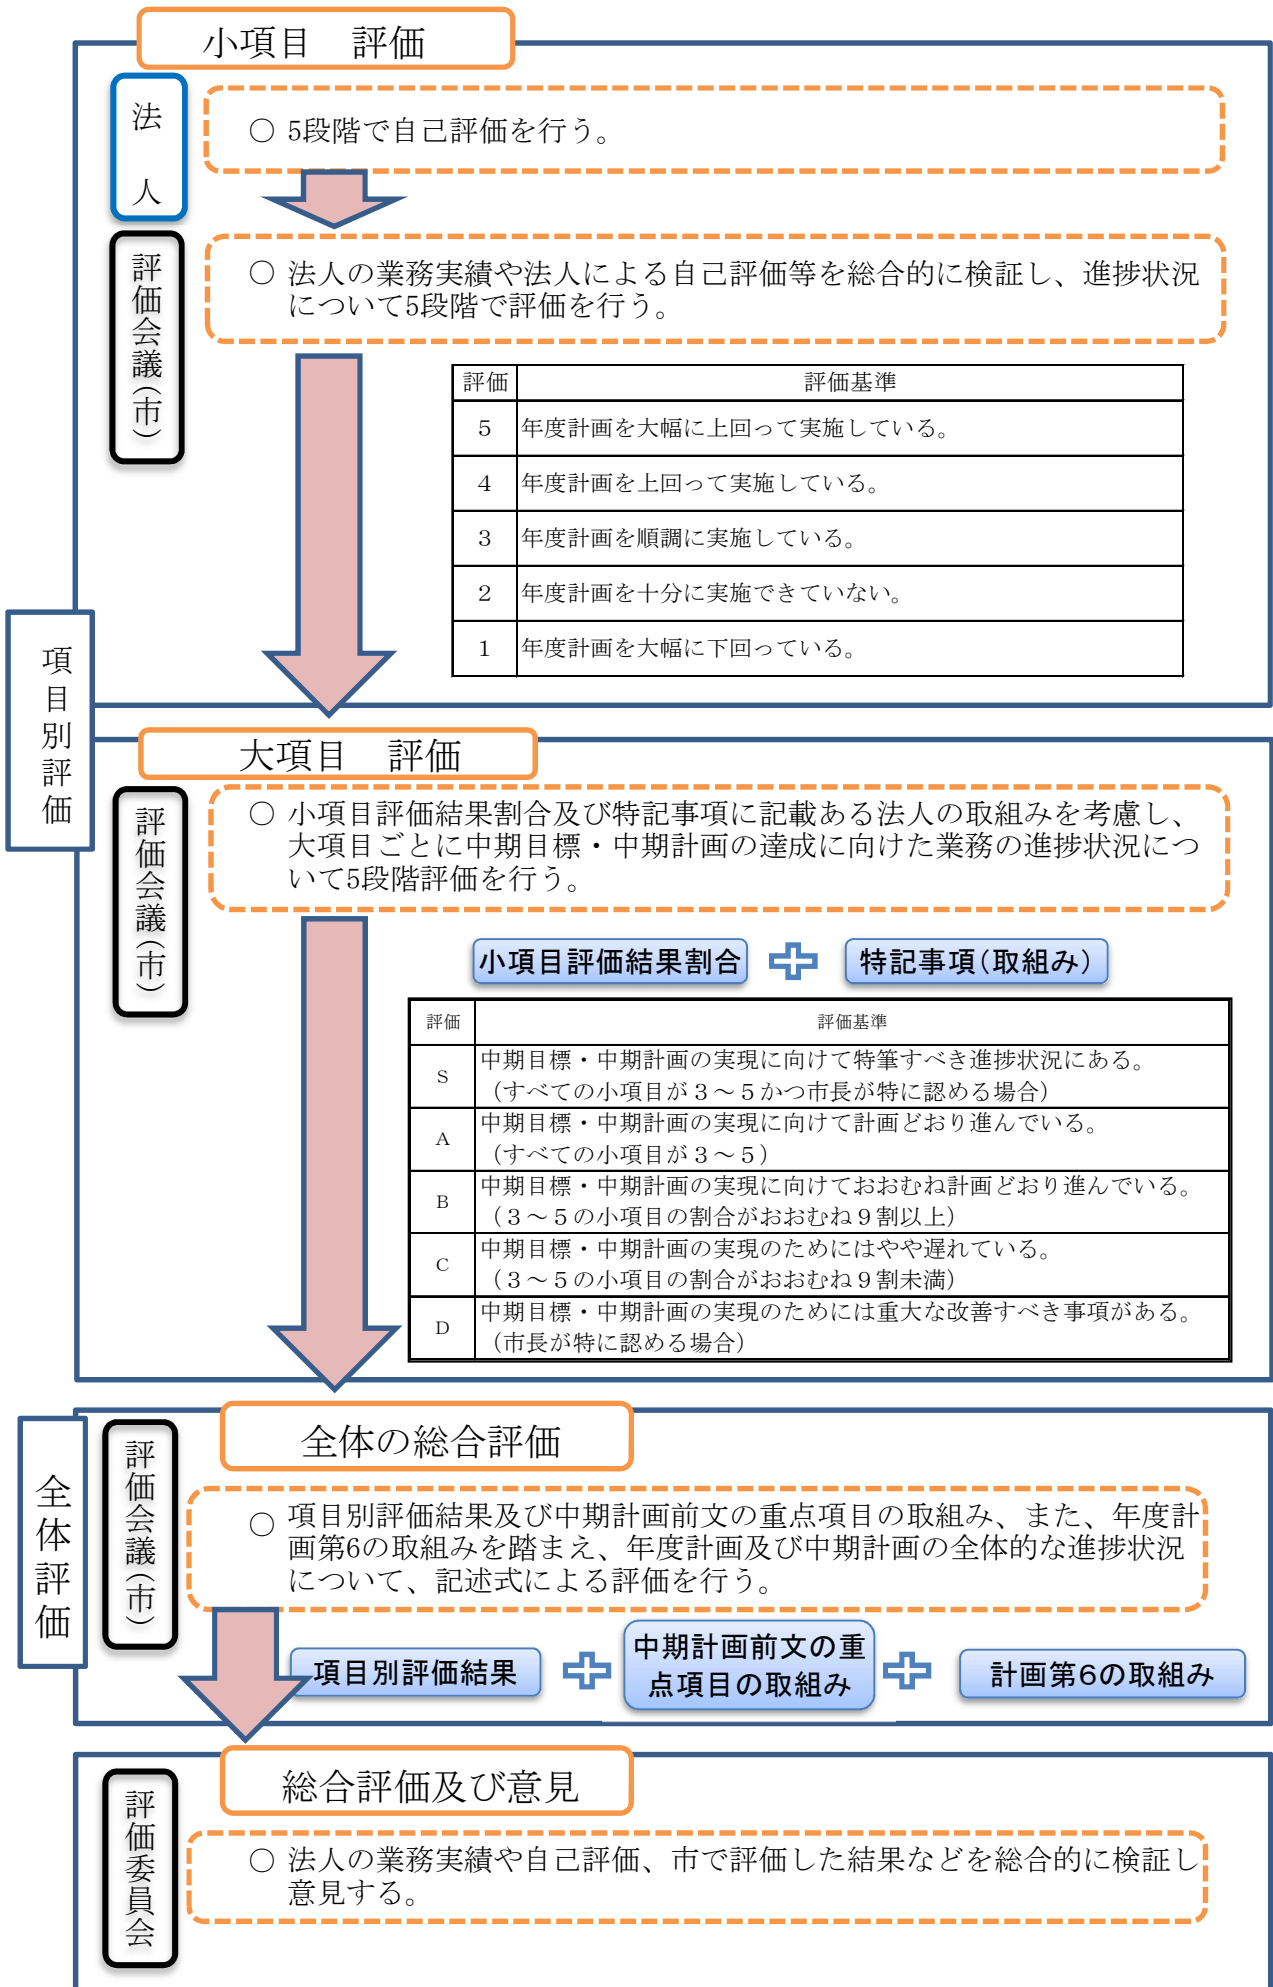 小項目　評価
法人
○ 5段階で自己評価を行う。
評価会議(市)
○ 法人の業務実績や法人による自己評価等を総合的に検証し、進捗状況
について5段階で評価を行う。
評価 評価基準
5 年度計画を大幅に上回って実施している。
4 年度計画を上回って実施している。
3 年度計画を順調に実施している。
2 年度計画を十分に実施できていない。
1 年度計画を大幅に下回っている。
項目別評価
大項目　評価
評価会議(市)
○ 小項目評価結果割合及び特記事項に記載ある法人の取組みを考慮し、
大項目ごとに中期目標・中期計画の達成に向けた業務の進捗状況につ
いて5段階評価を行う。
小項目評価結果割合 + 特記事項(取組み)
評価 評価基準
S 中期目標・中期計画の実現に向けて特筆すべき進捗状況にある。
（すべての小項目が３～５かつ市長が特に認める場合）
A 中期目標・中期計画の実現に向けて計画どおり進んでいる。
（すべての小項目が３～５）
B 中期目標・中期計画の実現に向けておおむね計画どおり進んでいる。
（３～５の小項目の割合がおおむね９割以上）
C 中期目標・中期計画の実現のためにはやや遅れている。
（３～５の小項目の割合がおおむね９割未満）
D 中期目標・中期計画の実現のためには重大な改善すべき事項がある。
（市長が特に認める場合）
全体評価
全体の総合評価
評価会議(市)
○ 項目別評価結果及び中期計画前文の重点項目の取組み、また、年度計
画第6の取組みを踏まえ、年度計画及び中期計画の全体的な進捗状況
について、記述式による評価を行う。
項目別評価結果 + 中期計画前文の重
点項目の取組み + 計画第６の取組み
総合評価及び意見
評価委員会
○ 法人の業務実績や自己評価、市で評価した結果などを総合的に検証し
意見する。